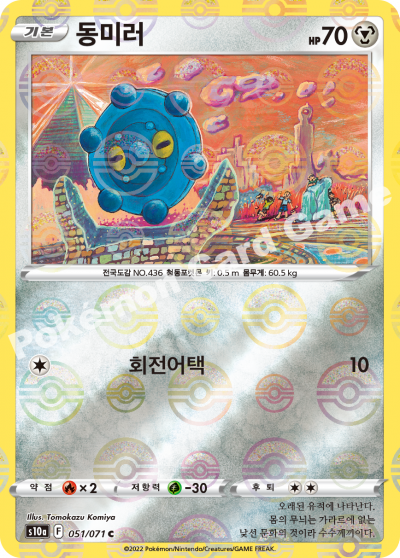 기본 동미러 HP 70
전국도감 NO.436 청동포켓몬 키: 0.5 m 몸무게: 60.5 kg
Pokémon Card Game
회전어택 10
약점 ×2 저항력 -30 후퇴
Illus. Tomokazu Komiya
s10a F 051/071 C
오래된 유적에 나타난다.
몸의 무늬는 가라르에 없는
낯선 문화의 것이라 수수께끼이다.
©2022 Pokémon/Nintendo/Creatures/GAME FREAK.